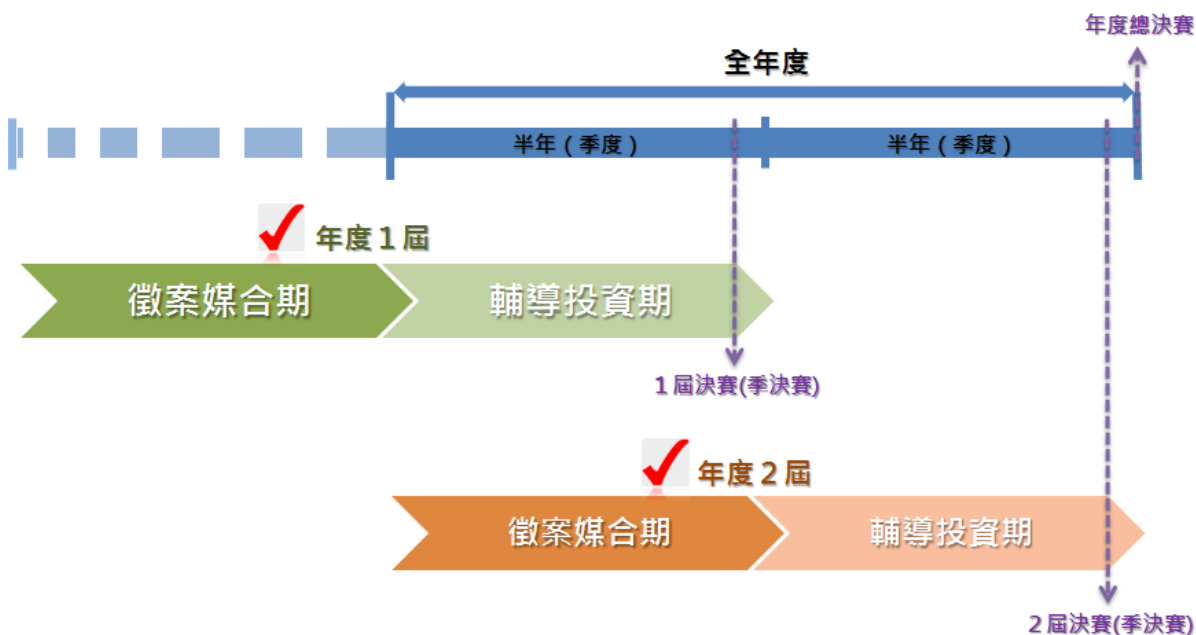 年度總決賽
全年度
半年（季度）
半年（季度）
年度1屆
徵案媒合期
輔導投資期
1屆決賽(季決賽)
年度2屆
徵案媒合期
輔導投資期
2屆決賽(季決賽)